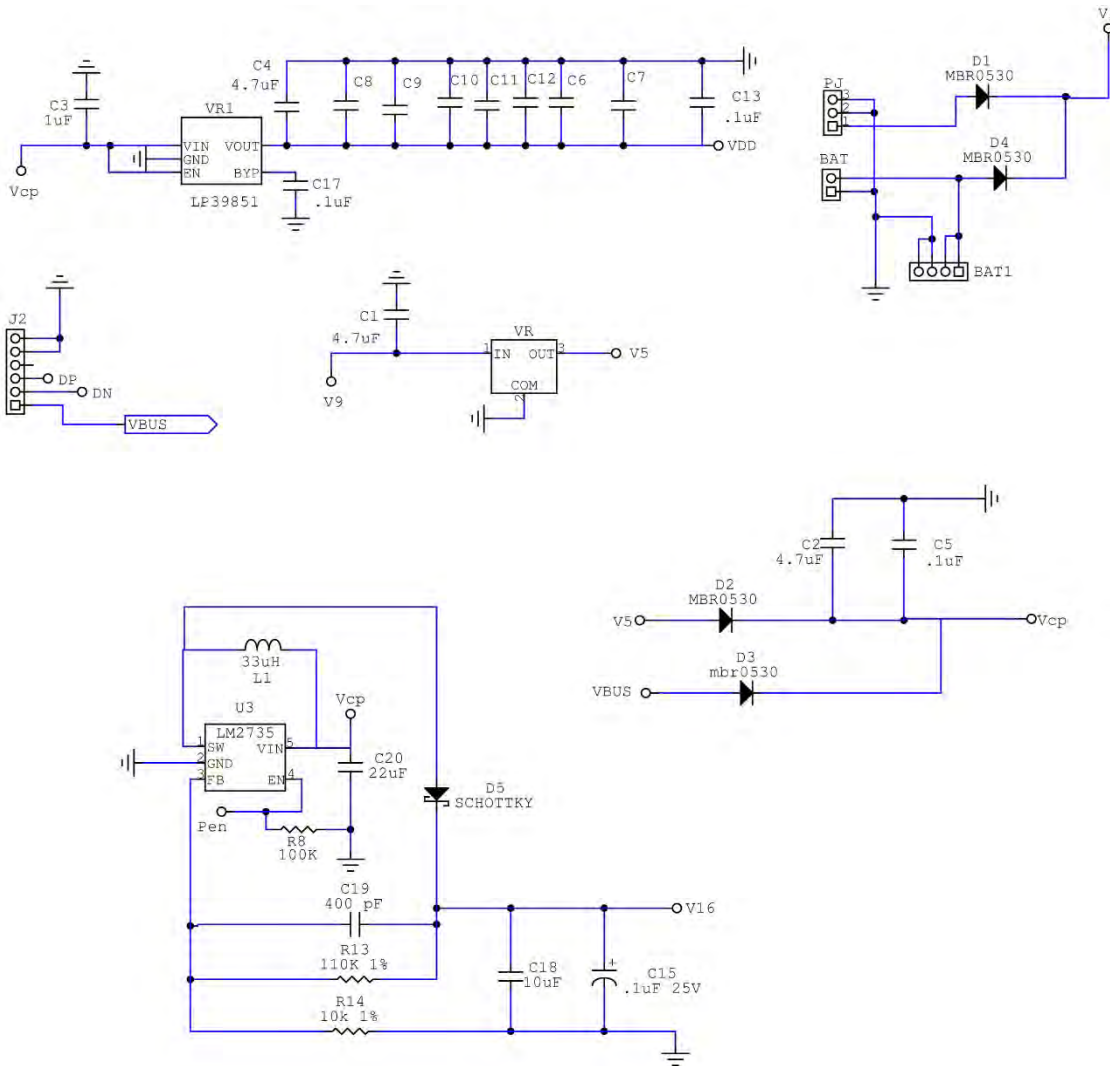 C3
1uF
Vcp
VR1
VIN
GND
EN
VOUT
BYP
LP39851
C17
.1uF
C4
4.7uF
C8
C9
C10
C11
C12
C6
C7
C13
.1uF
VDD
PJ
3
2
1
BAT
D1
MBR0530
D4
MBR0530
BAT1
J2
DP
DN
VBUS
C1
4.7uF
V9
VR
1
IN
OUT
3
COM
2
V5
C2
4.7uF
C5
.1uF
D2
MBR0530
V5
Vcp
D3
mbr0530
VBUS
33uH
L1
U3
LM2735
1
SW
2
GND
3
FB
VIN
5
EN
4
Vcp
C20
22uF
Pen
R8
100K
D5
SCHOTTKY
C19
400 pF
R13
110K 1%
R14
10k 1%
C18
10uF
+
C15
.1uF 25V
V16